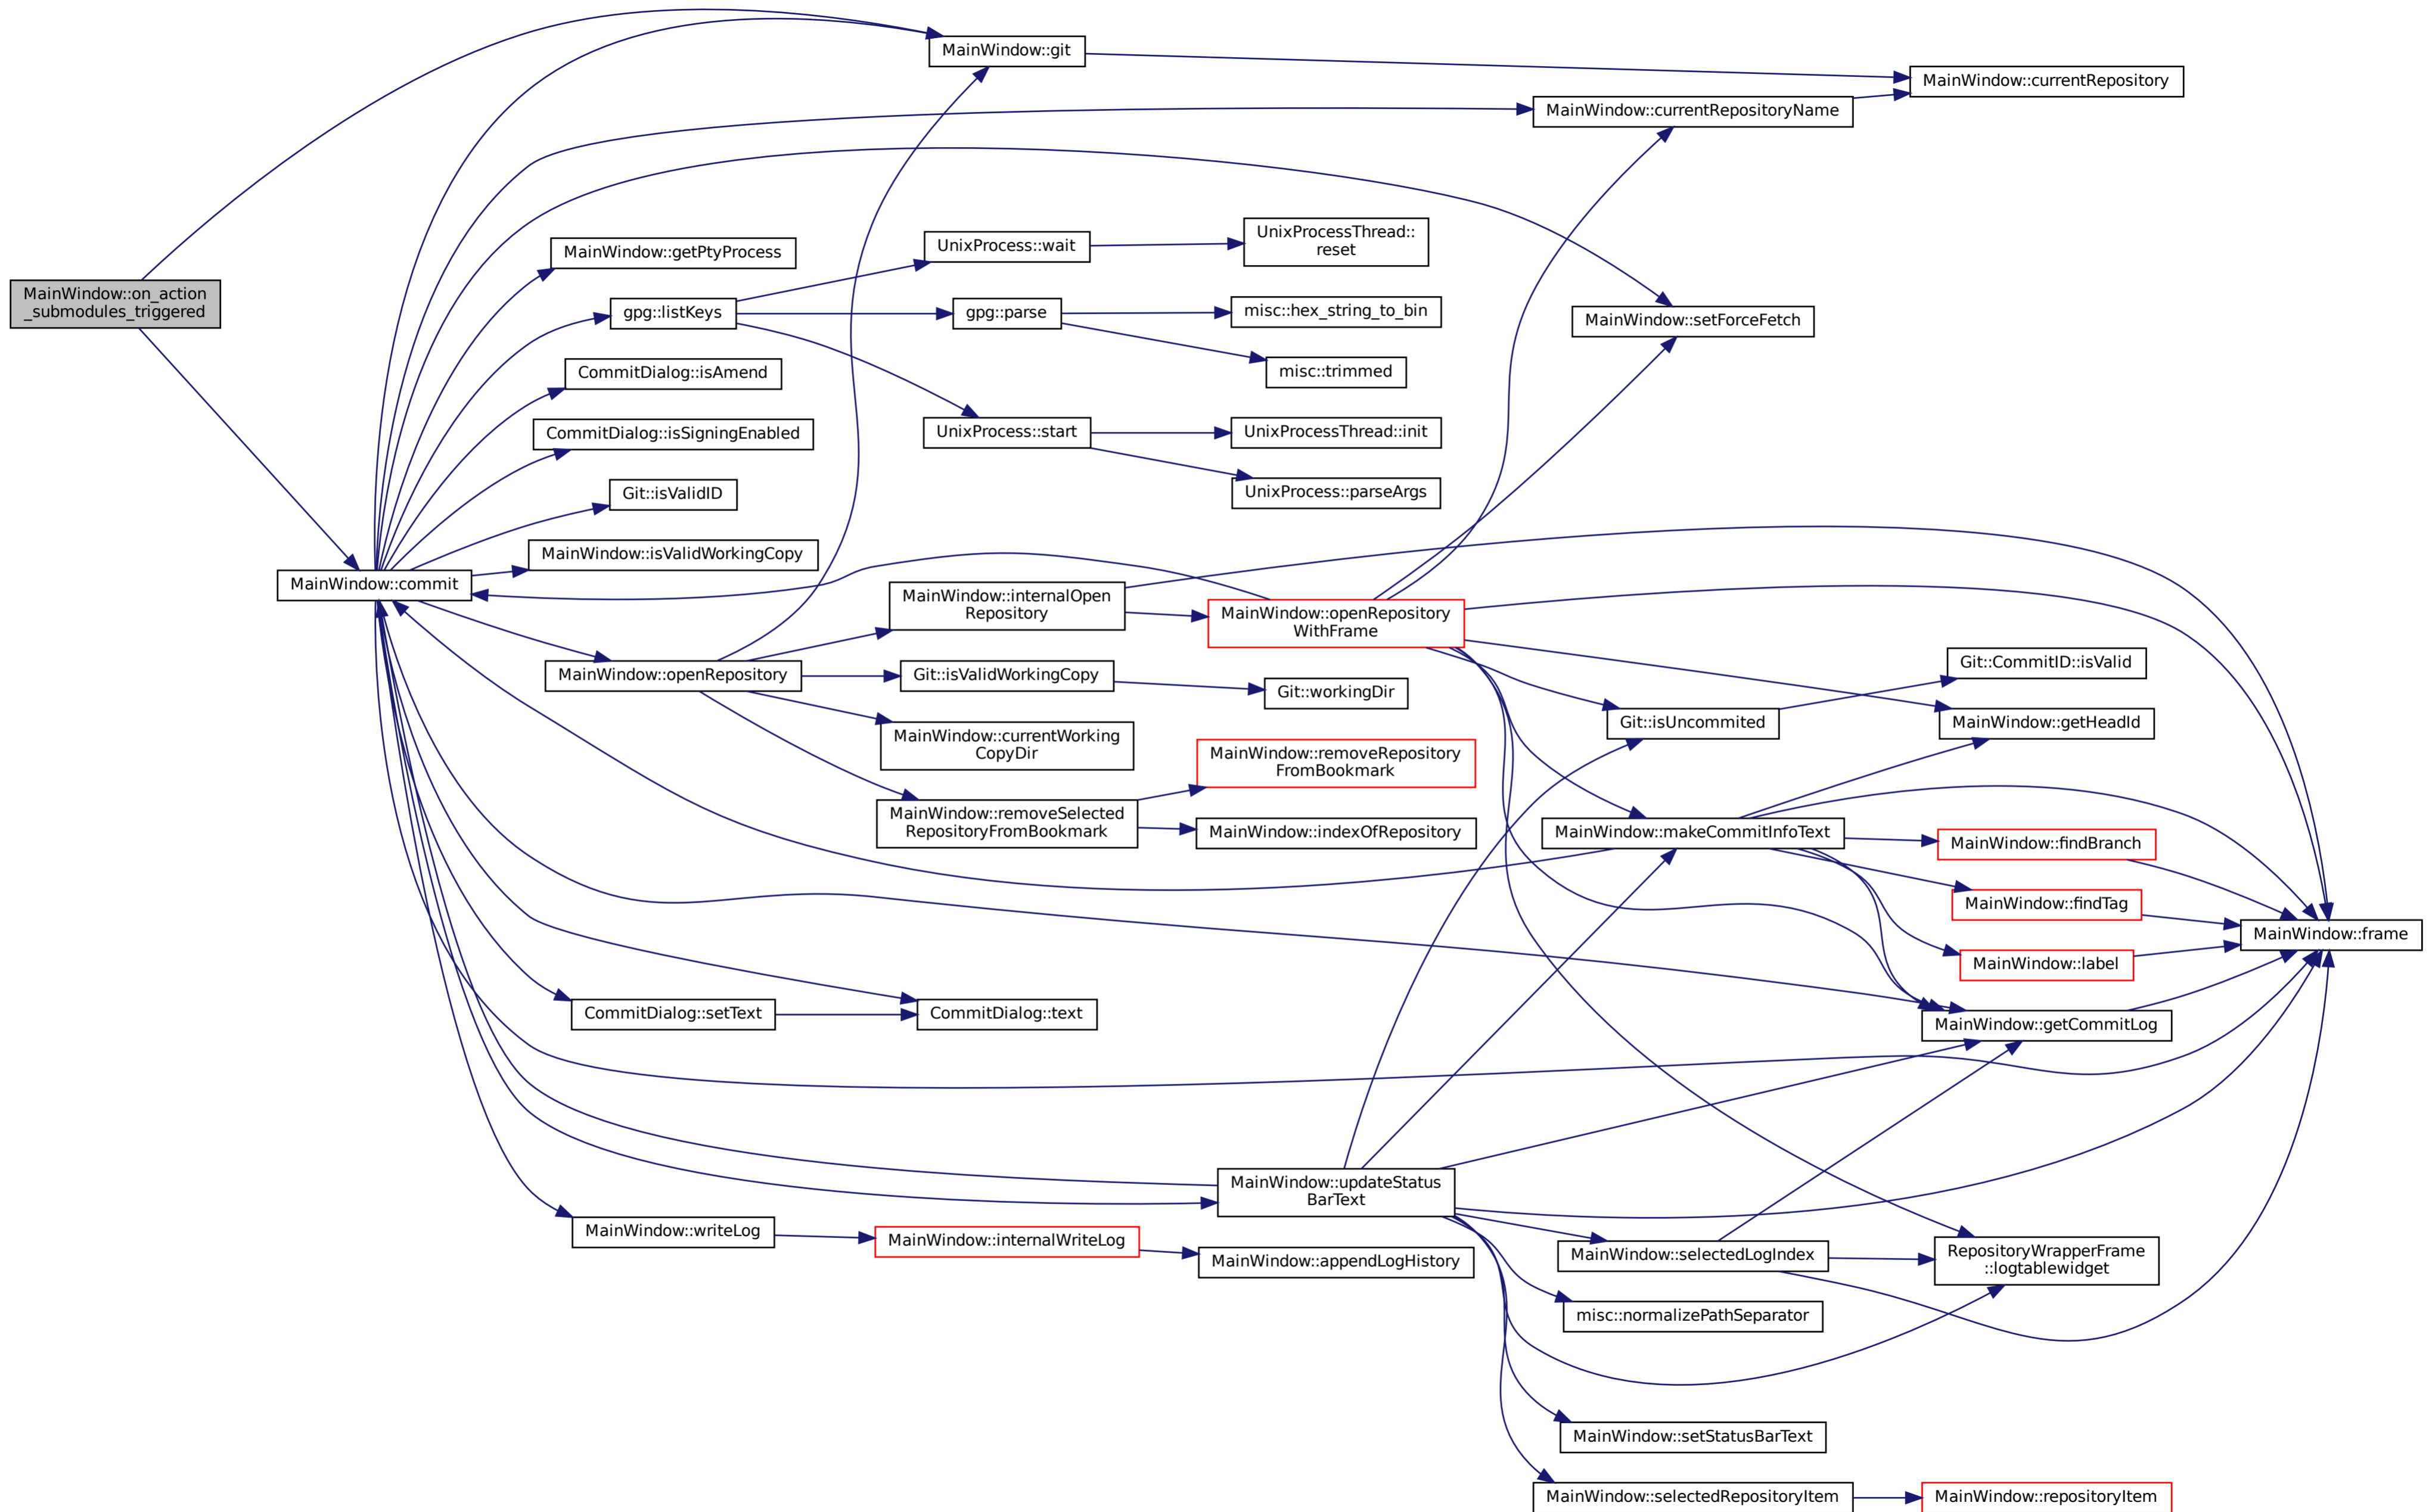 MainWindow::on_action
_submodules_triggered
MainWindow::commit
MainWindow::git
MainWindow::currentRepository
MainWindow::currentRepositoryName
MainWindow::getPtyProcess
gpg::listKeys
UnixProcess::wait
UnixProcessThread::
reset
gpg::parse
misc::hex_string_to_bin
misc::trimmed
UnixProcess::start
UnixProcessThread::init
UnixProcess::parseArgs
MainWindow::setForceFetch
CommitDialog::isAmend
CommitDialog::isSigningEnabled
Git::isValidID
MainWindow::isValidWorkingCopy
MainWindow::openRepository
MainWindow::internalOpen
Repository
MainWindow::openRepository
WithFrame
Git::isValidWorkingCopy
Git::workingDir
MainWindow::currentWorking
CopyDir
MainWindow::removeSelected
RepositoryFromBookmark
MainWindow::removeRepository
FromBookmark
MainWindow::indexOfRepository
Git::isUncommited
Git::CommitID::isValid
MainWindow::getHeadId
MainWindow::makeCommitInfoText
MainWindow::findBranch
MainWindow::findTag
MainWindow::label
MainWindow::frame
MainWindow::getCommitLog
CommitDialog::setText
CommitDialog::text
MainWindow::updateStatus
BarText
MainWindow::writeLog
MainWindow::internalWriteLog
MainWindow::appendLogHistory
MainWindow::selectedLogIndex
RepositoryWrapperFrame
::logtablewidget
misc::normalizePathSeparator
MainWindow::setStatusBarText
MainWindow::selectedRepositoryItem
MainWindow::repositoryItem